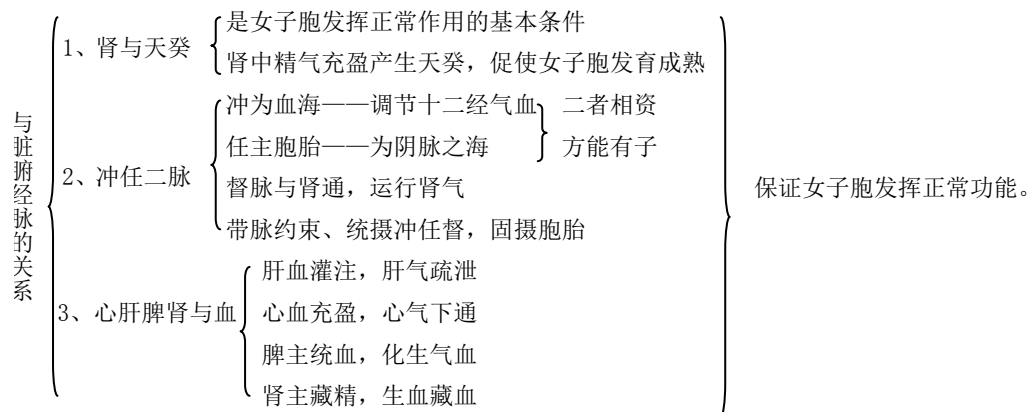 与脏腑经脉的关系
1、肾与天癸
是女子胞发挥正常作用的基本条件
肾中精气充盈产生天癸，促使女子胞发育成熟
2、冲任二脉
冲为血海——调节十二经气血
任主胞胎——为阴脉之海
二者相资
方能有子
督脉与肾通，运行肾气
带脉约束、统摄冲任督，固摄胞胎
3、心肝脾肾与血
肝血灌注，肝气疏泄
心血充盈，心气下通
脾主统血，化生气血
肾主藏精，生血藏血
保证女子胞发挥正常功能。